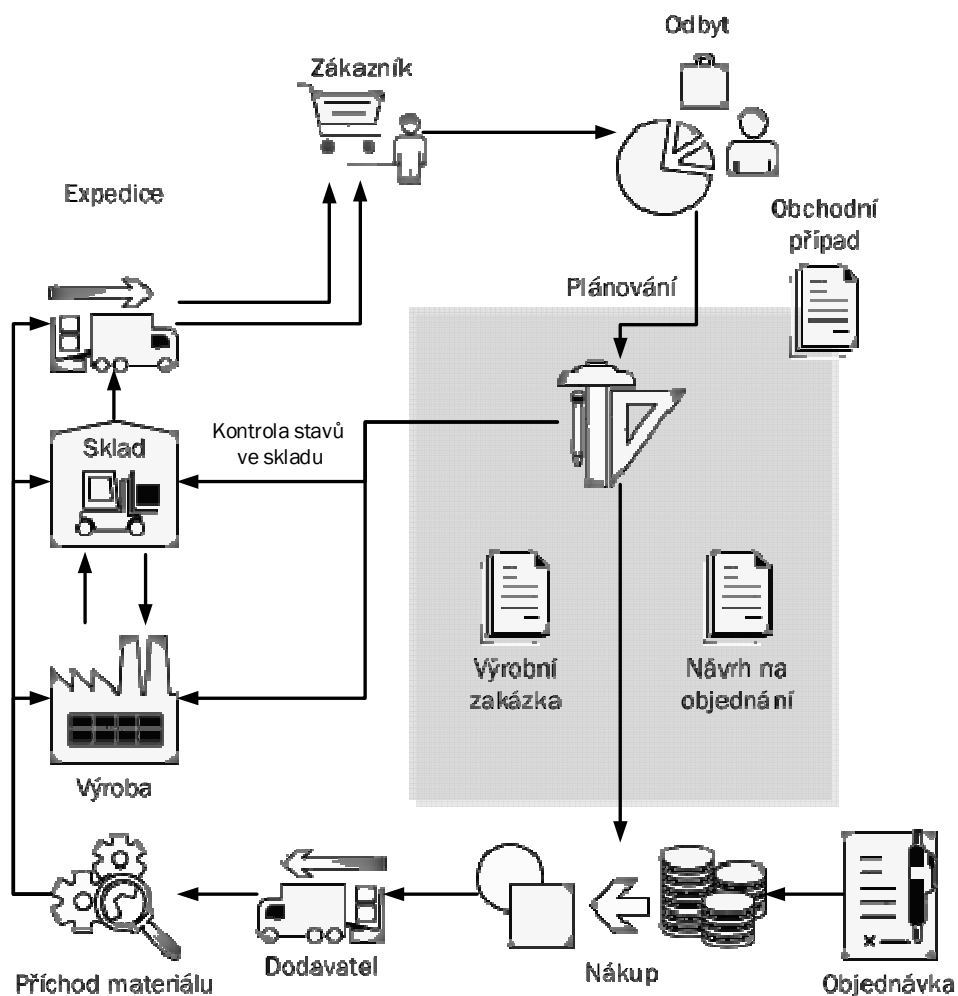 Odbyt
Zákazník
Expedice
Obchodní
případ
Plánování
Sklad
Kontrola stavů
ve skladu
Výrobní
zakázka
Návrh na
objednání
Výroba
Příchod materiálu
Dodavatel
Nákup
Objednávka